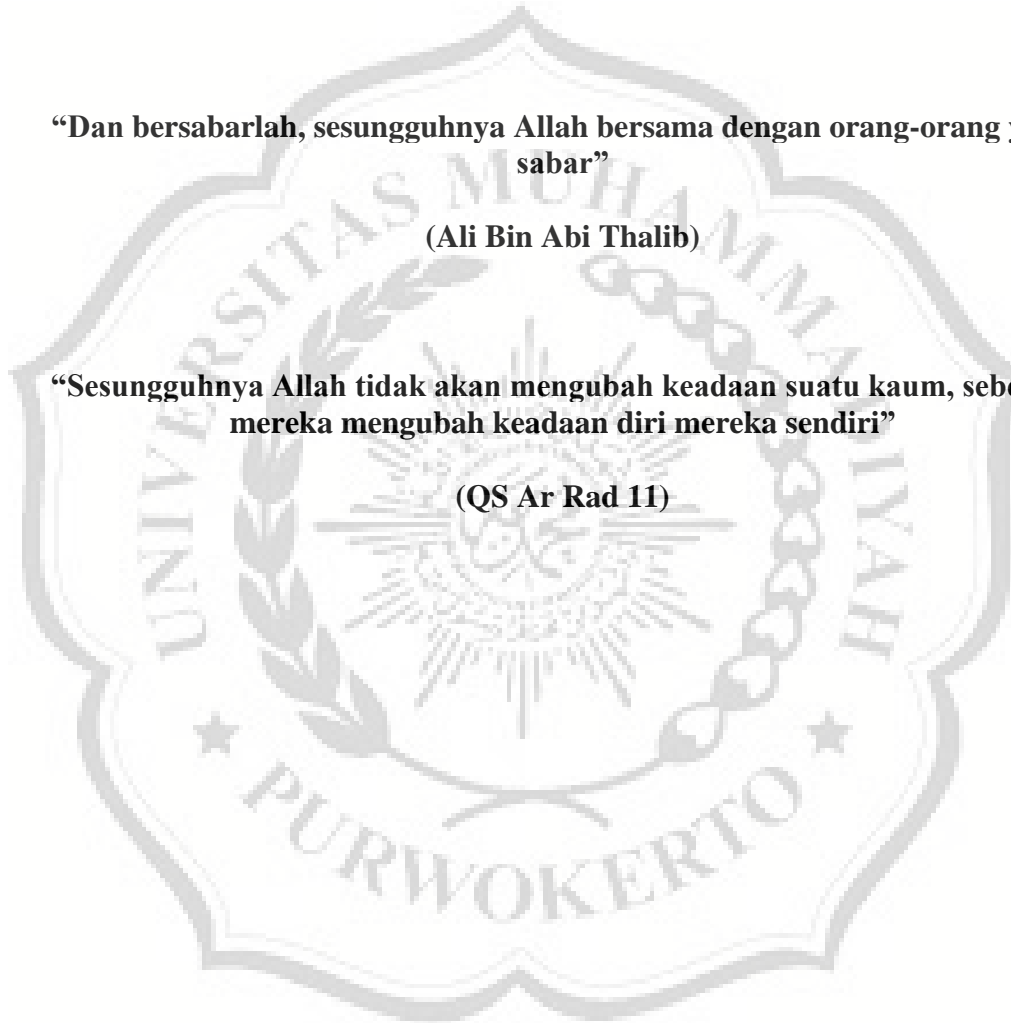 “Dan bersabarlah, sesungguhnya Allah bersama dengan orang-orang
sabar”
(Ali Bin Abi Thalib)
“Sesungguhnya Allah tidak akan mengubah keadaan suatu kaum,
mereka mengubah keadaan diri mereka sendiri”
(QS Ar Rad 11)
UNIVERSITAS MUHAMMADIYAH
PURWOKERTO